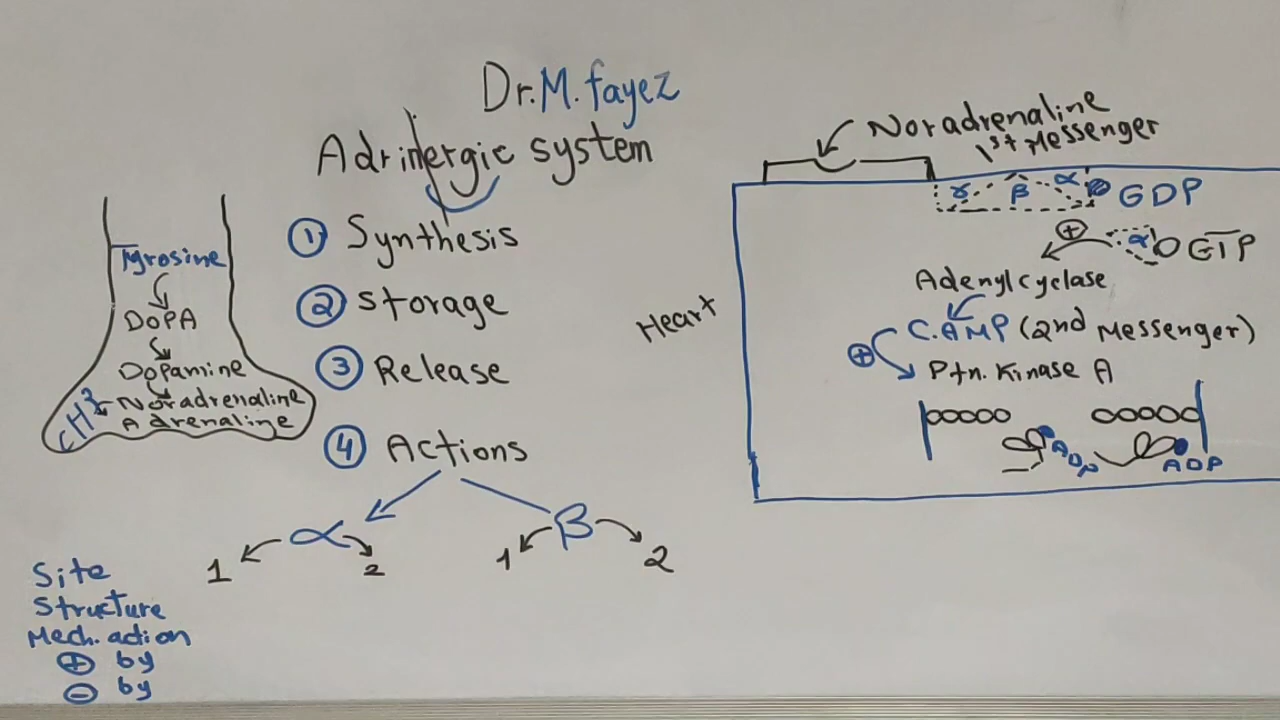 Dr. M. fayez
Adrinergic system
① Synthesis
② Storage
③ Release
④ Actions
α β
1 2 1 2
Tyrosine
DOPA
Dopamine
CH3 Noradrenaline
Adrenaline
Site
Structure
Mech. action
⊕ by
⊖ by
Noradrenaline
1st Messenger
γ β α GDP
⊕ α GTP
Adenylcyclase
C.AMP (2nd Messenger)
⊕ Ptn. Kinase A
ADP ADP
Heart